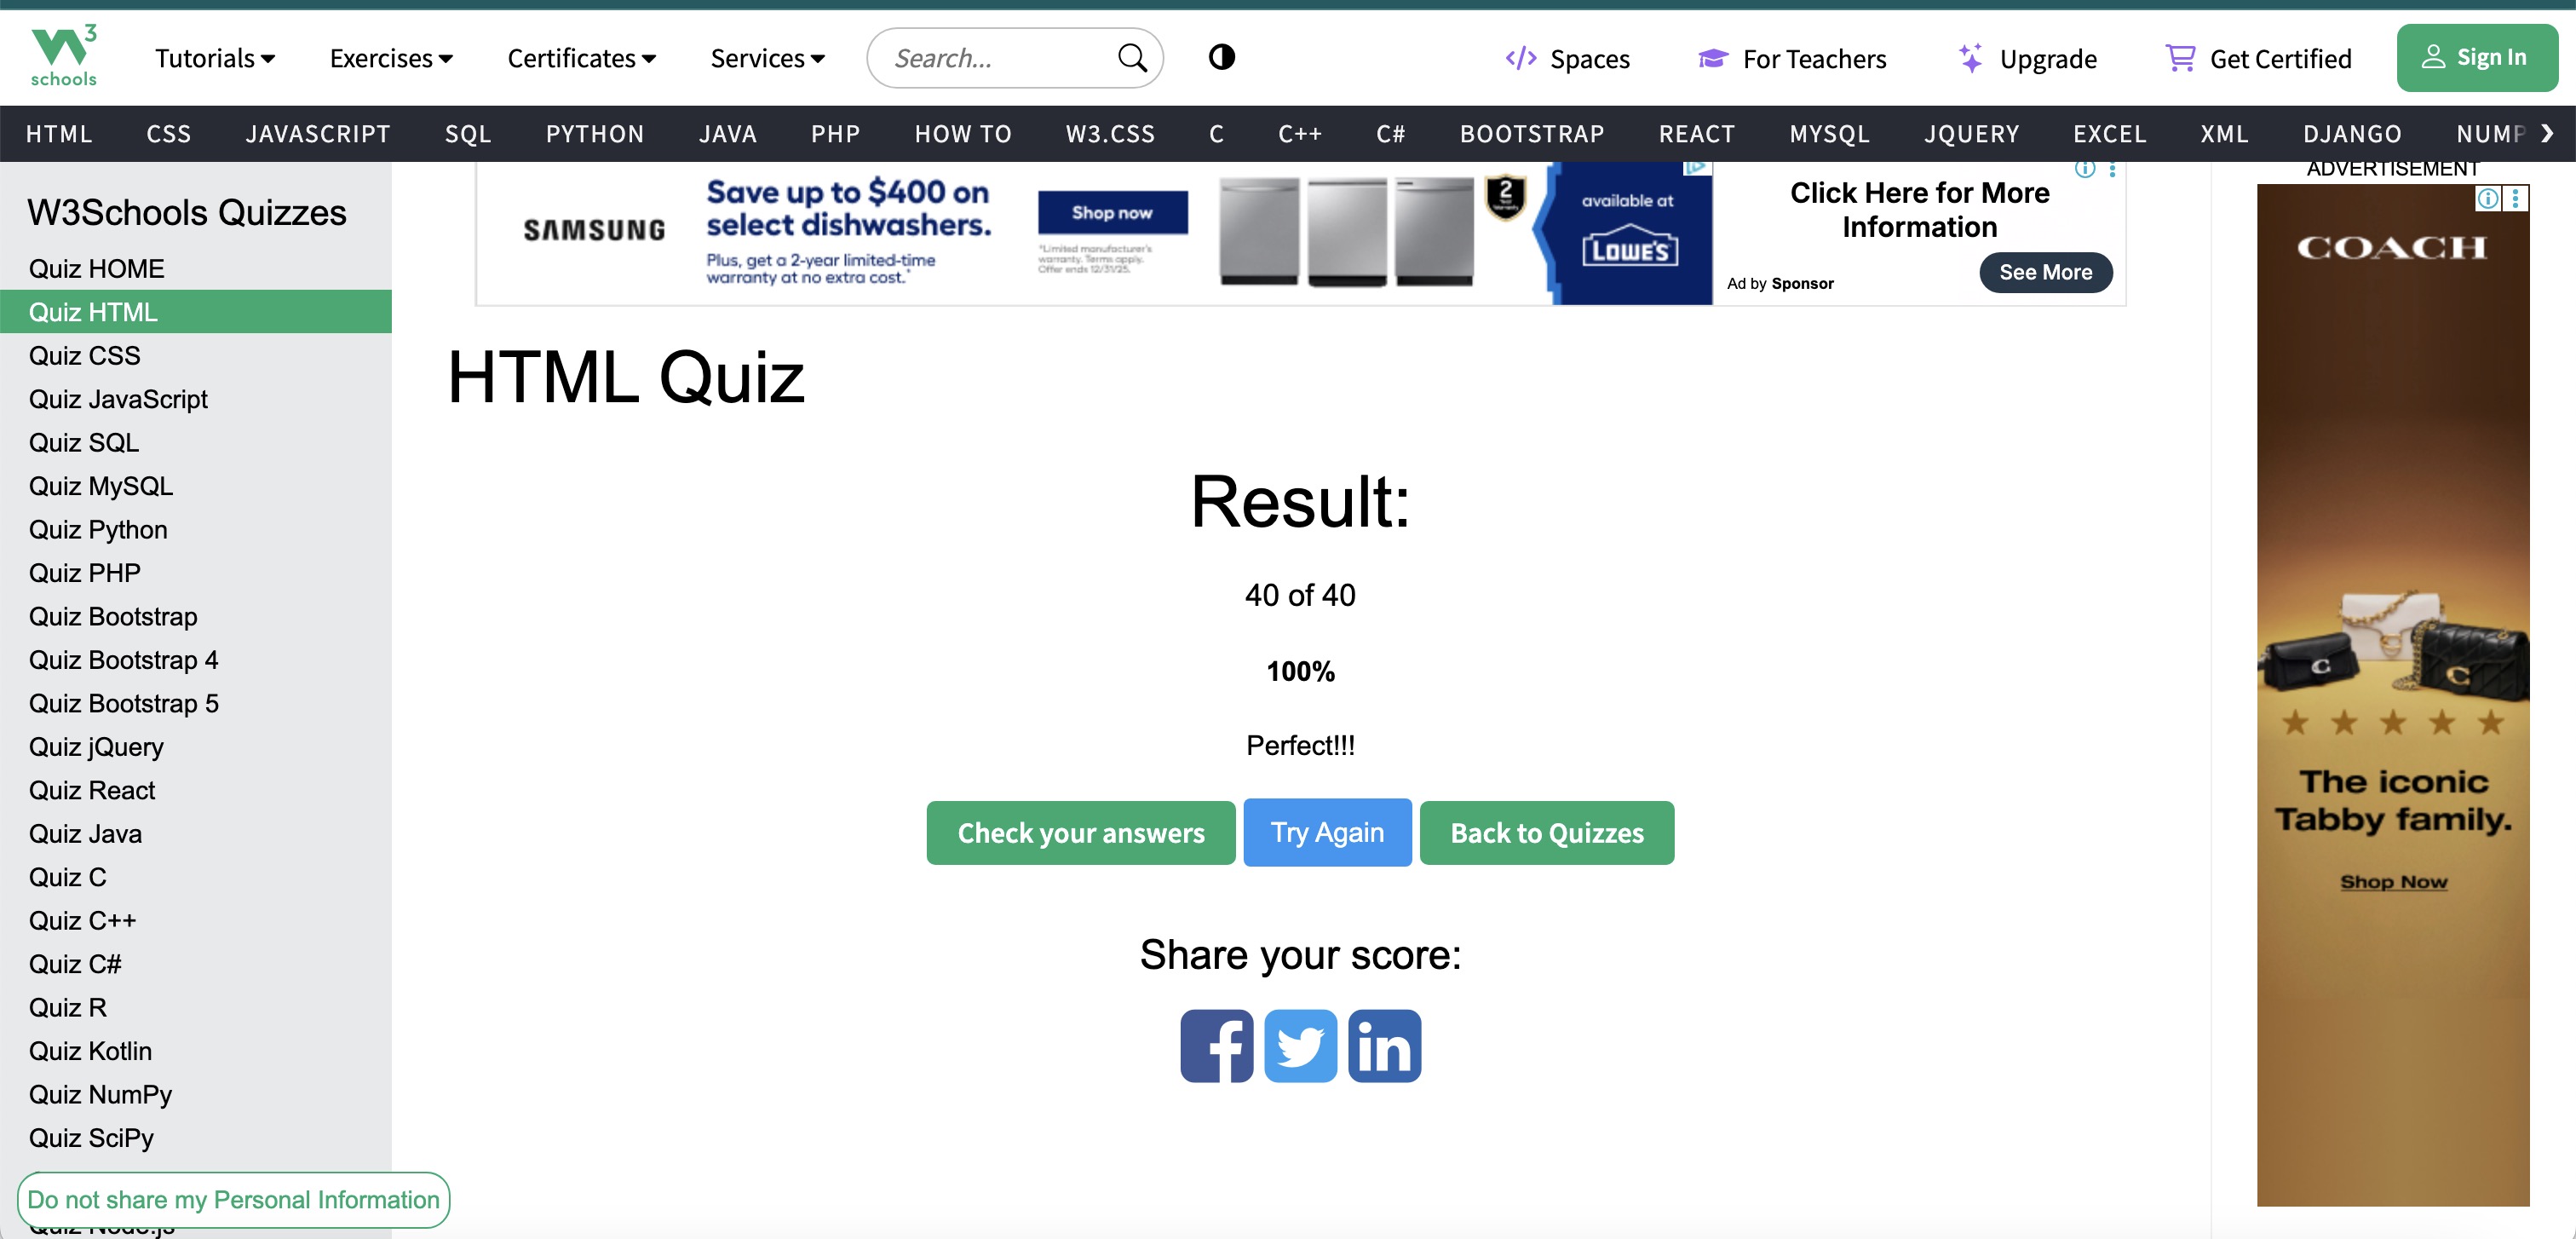 W3
schools
Tutorials
Exercises
Certificates
Services
Search...
Spaces
For Teachers
Upgrade
Get Certified
Sign In
HTML CSS JAVASCRIPT SQL PYTHON JAVA PHP HOW TO W3.CSS C C++ C# BOOTSTRAP REACT MYSQL JQUERY EXCEL XML DJANGO NUMP
W3Schools Quizzes
Quiz HOME
Quiz HTML
Quiz CSS
Quiz JavaScript
Quiz SQL
Quiz MySQL
Quiz Python
Quiz PHP
Quiz Bootstrap
Quiz Bootstrap 4
Quiz Bootstrap 5
Quiz jQuery
Quiz React
Quiz Java
Quiz C
Quiz C++
Quiz C#
Quiz R
Quiz Kotlin
Quiz NumPy
Quiz SciPy
Quiz Node.js
Do not share my Personal Information
SAMSUNG
Save up to $400 on
select dishwashers.
Plus, get a 2-year limited-time
warranty at no extra cost.*
Shop now
*Limited manufacturer's
warranty. Terms apply.
Offer ends 12/31/25.
2
available at
LOWE'S
Click Here for More
Information
Ad by Sponsor
See More
HTML Quiz
Result:
40 of 40
100%
Perfect!!!
Check your answers
Try Again
Back to Quizzes
Share your score:
ADVERTISEMENT
COACH
The iconic
Tabby family.
Shop Now